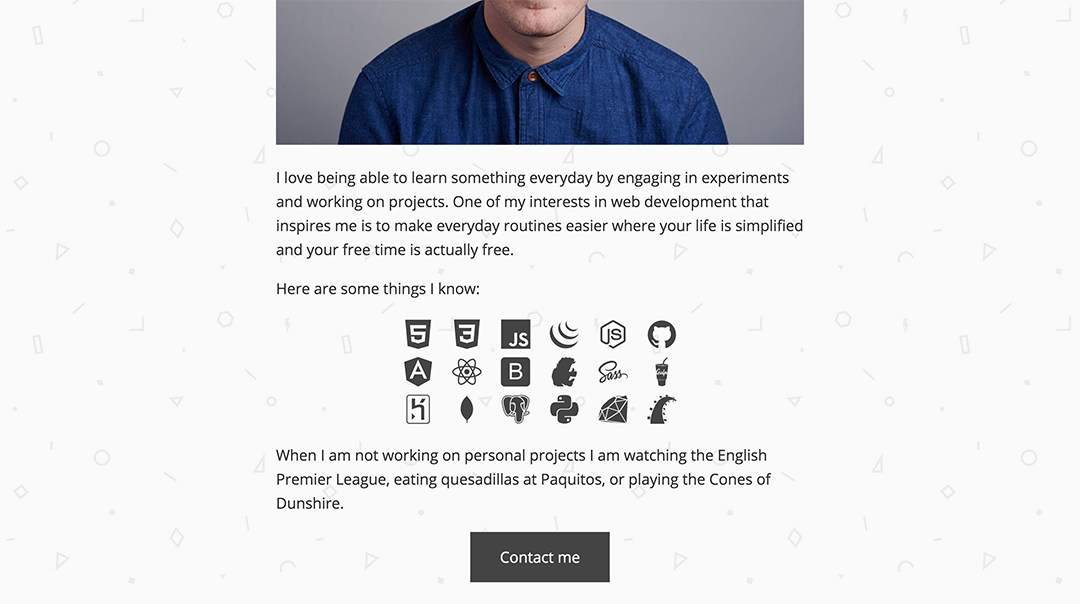 I love being able to learn something everyday by engaging in experiments
and working on projects. One of my interests in web development that
inspires me is to make everyday routines easier where your life is simplified
and your free time is actually free.
Here are some things I know:
5 3 JS JS
A B Sass Gulp
When I am not working on personal projects I am watching the English
Premier League, eating quesadillas at Paquitos, or playing the Cones of
Dunshire.
Contact me